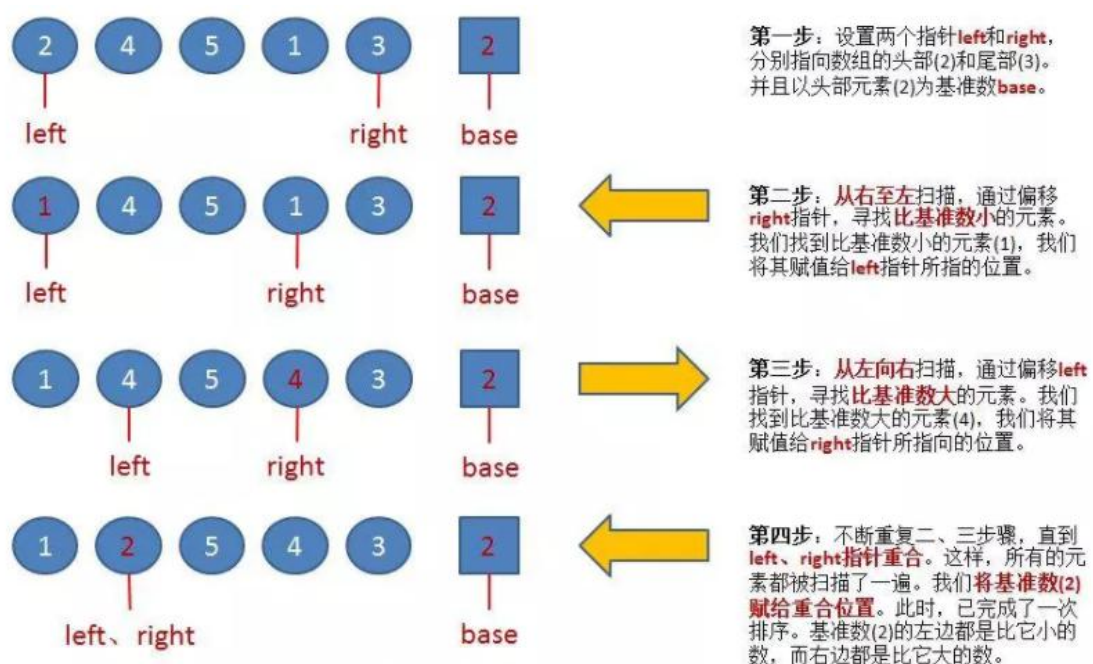 2 4 5 1 3 2
left right base
第一步：设置两个指针left和right，
分别指向数组的头部(2)和尾部(3)。
并且以头部元素(2)为基准数base。
1 4 5 1 3 2
left right base
第二步：从右至左扫描，通过偏移
right指针，寻找比基准数小的元素。
我们找到比基准数小的元素(1)，我们
将其赋值给left指针所指的位置。
1 4 5 4 3 2
left right base
第三步：从左向右扫描，通过偏移left
指针，寻找比基准数大的元素。我们
找到比基准数大的元素(4)，我们将其
赋值给right指针所指向的位置。
1 2 5 4 3 2
left、right base
第四步：不断重复二、三步骤，直到
left、right指针重合。这样，所有的元
素都被扫描了一遍。我们将基准数(2)
赋给重合位置。此时，已完成了一次
排序。基准数(2)的左边都是比它小的
数，而右边都是比它大的数。